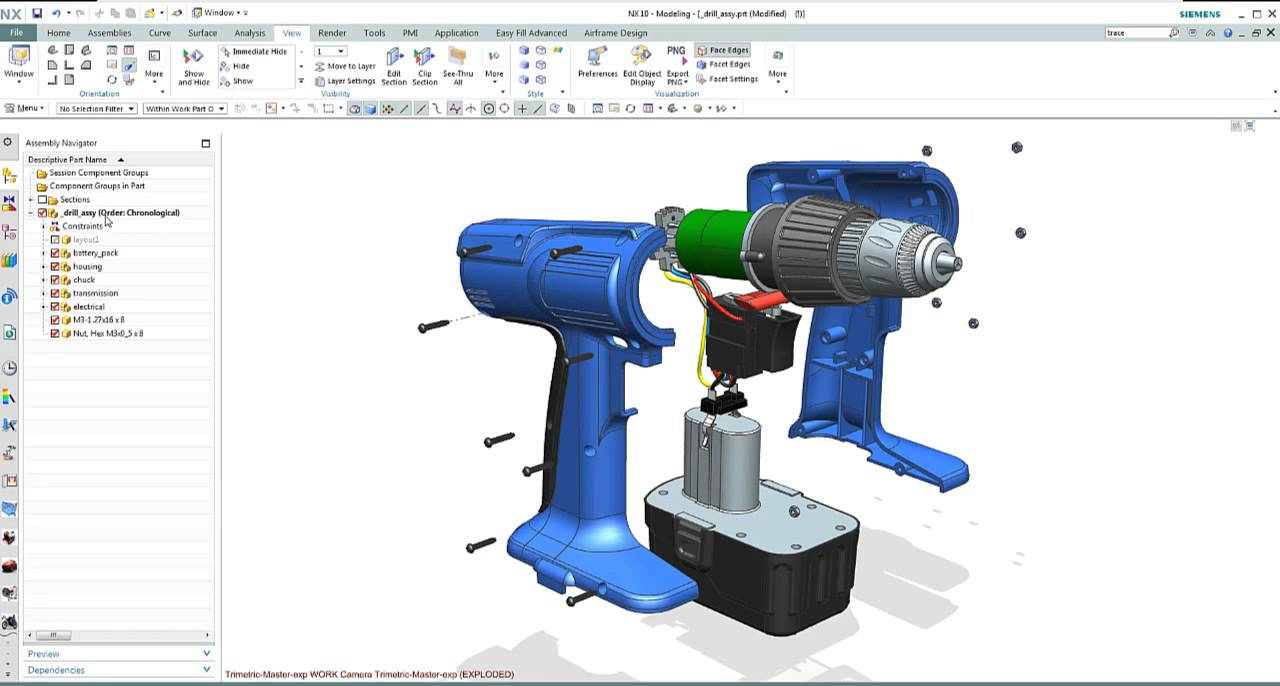 NX Window NX 10 - Modeling - [_drill_assy.prt (Modified) (!)] SIEMENS
File Home Assemblies Curve Surface Analysis View Render Tools PMI Application Easy Fill Advanced Airframe Design trace
Window More Show and Hide Immediate Hide Hide Show 1 Move to Layer Layer Settings Edit Section Clip Section See-Thru All More Preferences Edit Object Display PNG Export PNG Face Edges Facet Edges Facet Settings More
Orientation Visibility Style Visualization
Menu No Selection Filter Within Work Part O
Assembly Navigator
Descriptive Part Name
Session Component Groups
Component Groups in Part
Sections
_drill_assy (Order: Chronological)
Constraints
layout1
battery_pack
housing
chuck
transmission
electrical
M3-1.27x16 x 8
Nut, Hex M3x0_5 x 8
Preview
Dependencies
Trimetric-Master-exp WORK Camera Trimetric-Master-exp (EXPLODED)